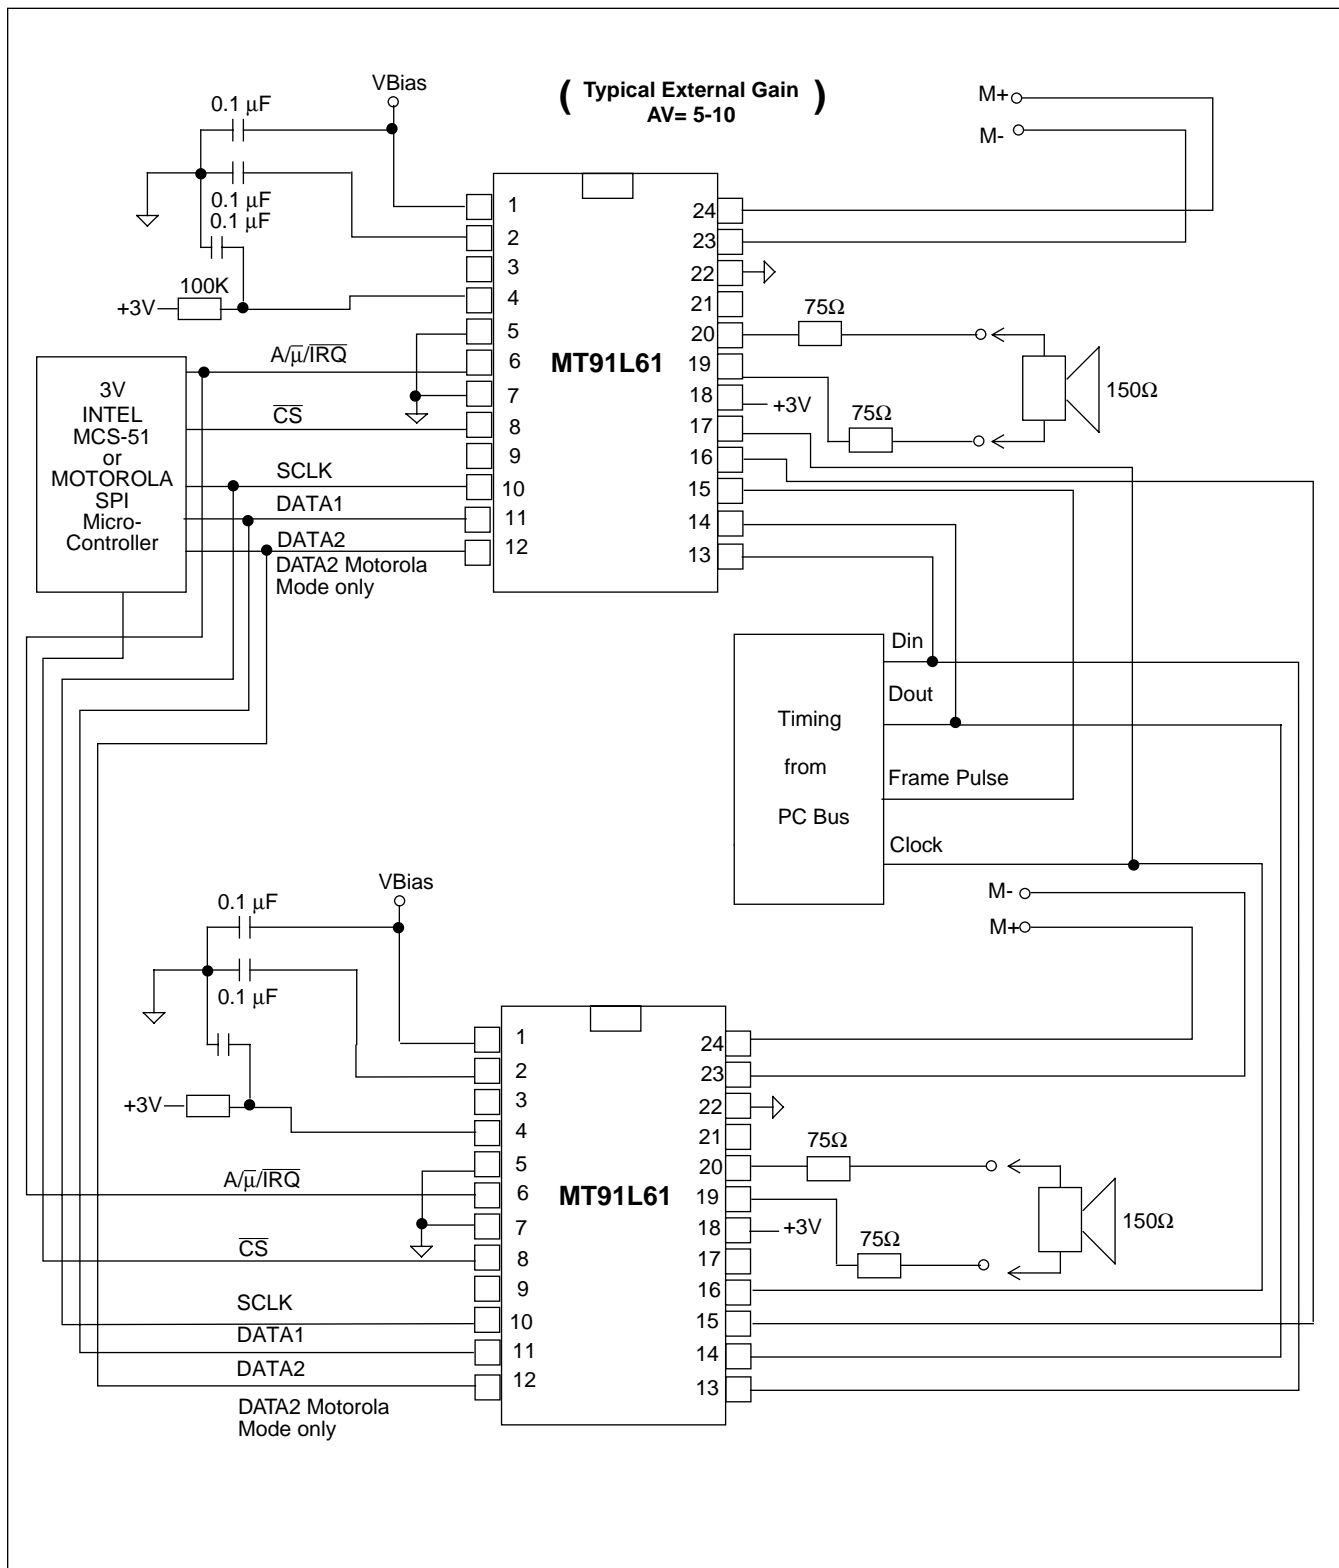 VBias
( Typical External Gain )
AV= 5-10
M+
0.1 μF
M-
0.1 μF
0.1 μF
100K
+3V
A/μ̅/I̅R̅Q̅
3V
INTEL
MCS-51
or
MOTOROLA
SPI
Micro-
Controller
C̅S̅
SCLK
DATA1
DATA2
DATA2 Motorola
Mode only
1
2
3
4
5
6
7
8
9
10
11
12
MT91L61
24
23
22
21
20
19
18
17
16
15
14
13
75Ω
+3V
75Ω
150Ω
Din
Dout
Timing
from
PC Bus
Frame Pulse
Clock
M-
M+
VBias
0.1 μF
0.1 μF
+3V
A/μ̅/I̅R̅Q̅
C̅S̅
SCLK
DATA1
DATA2
DATA2 Motorola
Mode only
1
2
3
4
5
6
7
8
9
10
11
12
MT91L61
24
23
22
21
20
19
18
17
16
15
14
13
75Ω
+3V
75Ω
150Ω